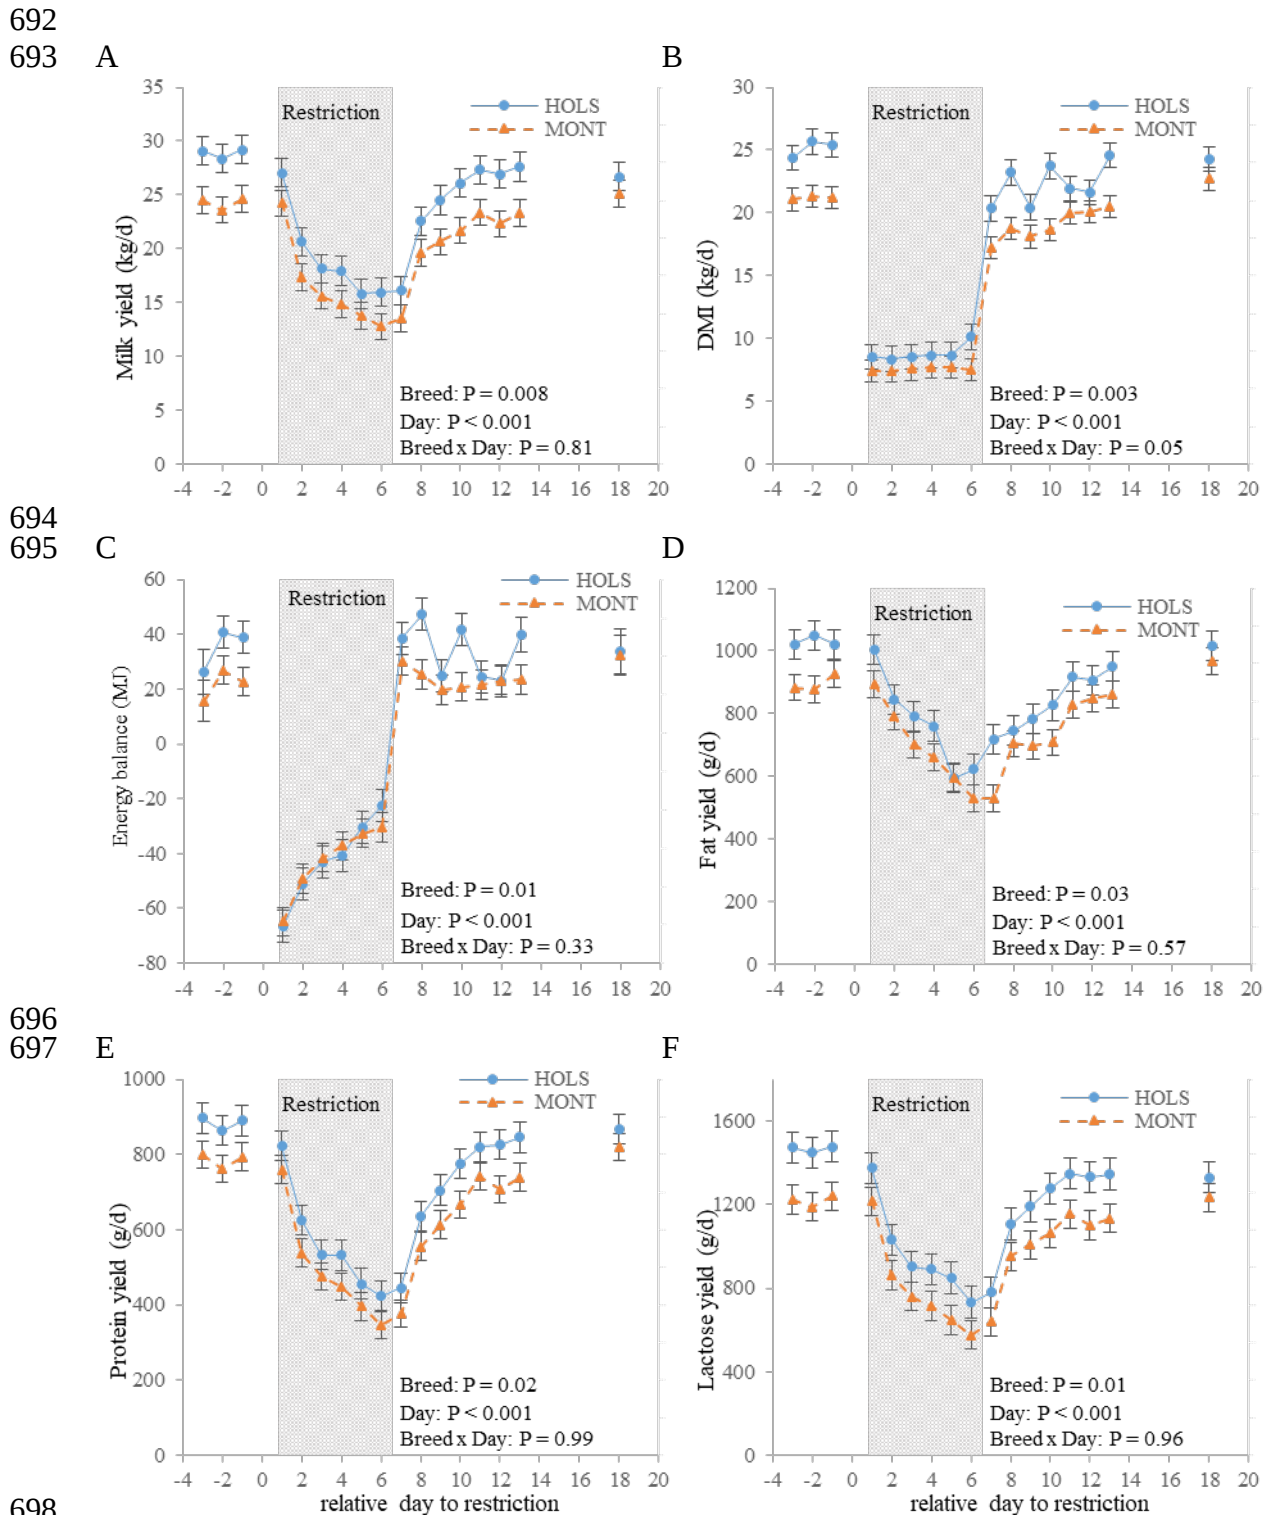 692
693 A B
35
30
25
20
15
10
5
0
Milk yield (kg/d)
Restriction
HOLS
MONT
Breed: P = 0.008
Day: P < 0.001
Breed x Day: P = 0.81
-4 -2 0 2 4 6 8 10 12 14 16 18 20
30
25
20
15
10
5
0
DMI (kg/d)
Restriction
HOLS
MONT
Breed: P = 0.003
Day: P < 0.001
Breed x Day: P = 0.05
-4 -2 0 2 4 6 8 10 12 14 16 18 20
694
695 C D
60
40
20
0
-20
-40
-60
-80
Energy balance (MJ)
Restriction
HOLS
MONT
Breed: P = 0.01
Day: P < 0.001
Breed x Day: P = 0.33
-4 -2 0 2 4 6 8 10 12 14 16 18 20
1200
1000
800
600
400
200
0
Fat yield (g/d)
Restriction
HOLS
MONT
Breed: P = 0.03
Day: P < 0.001
Breed x Day: P = 0.57
-4 -2 0 2 4 6 8 10 12 14 16 18 20
696
697 E F
1000
800
600
400
200
0
Protein yield (g/d)
Restriction
HOLS
MONT
Breed: P = 0.02
Day: P < 0.001
Breed x Day: P = 0.99
-4 -2 0 2 4 6 8 10 12 14 16 18 20
relative day to restriction
1600
1200
800
400
0
Lactose yield (g/d)
Restriction
HOLS
MONT
Breed: P = 0.01
Day: P < 0.001
Breed x Day: P = 0.96
-4 -2 0 2 4 6 8 10 12 14 16 18 20
relative day to restriction
698